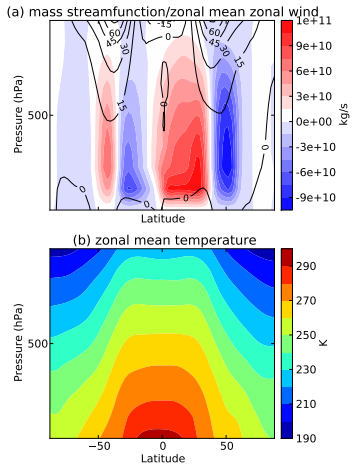 (a) mass streamfunction/zonal mean zonal wind
Pressure (hPa)
500
-15
0
60
45
30
15
0
0
60
45
30
15
0
0
0
Latitude
1e+11
9e+10
6e+10
3e+10
0e+00
-3e+10
-6e+10
-9e+10
kg/s
(b) zonal mean temperature
Pressure (hPa)
500
−50
0
50
Latitude
290
270
250
230
210
190
K